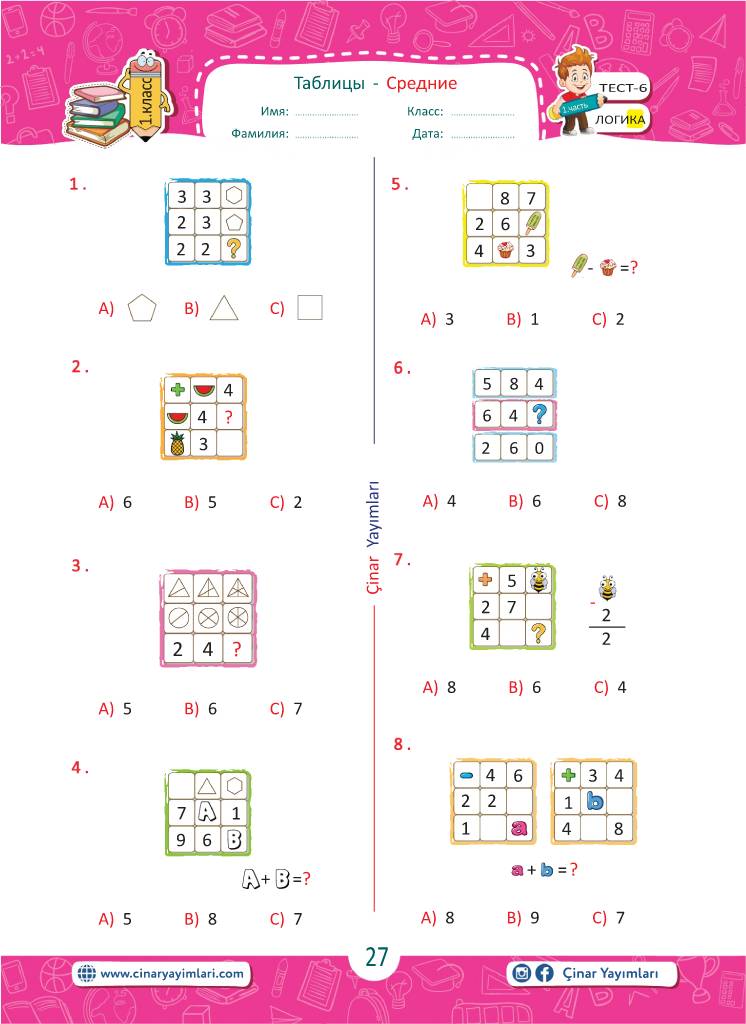 Таблицы - Средние
1.класс
Имя: ........................
Класс: ........................
Фамилия: ........................
Дата: ........................
1.часть
ТЕСТ-6
ЛОГИКА
1.
3 3
2 3
2 2 ?
A) B) C)
2.
+ 4
4 ?
3
A) 6 B) 5 C) 2
3.
2 4 ?
A) 5 B) 6 C) 7
4.
7 A 1
9 6 B
A + B = ?
A) 5 B) 8 C) 7
Çinar Yayımları
5.
8 7
2 6
4 3
- =?
A) 3 B) 1 C) 2
6.
5 8 4
6 4 ?
2 6 0
A) 4 B) 6 C) 8
7.
+ 5
2 7
4 ?
- 2
2
A) 8 B) 6 C) 4
8.
- 4 6
2 2
1 a
+ 3 4
1 b
4 8
a + b = ?
A) 8 B) 9 C) 7
www.cinaryayimlari.com
27
Çinar Yayımları